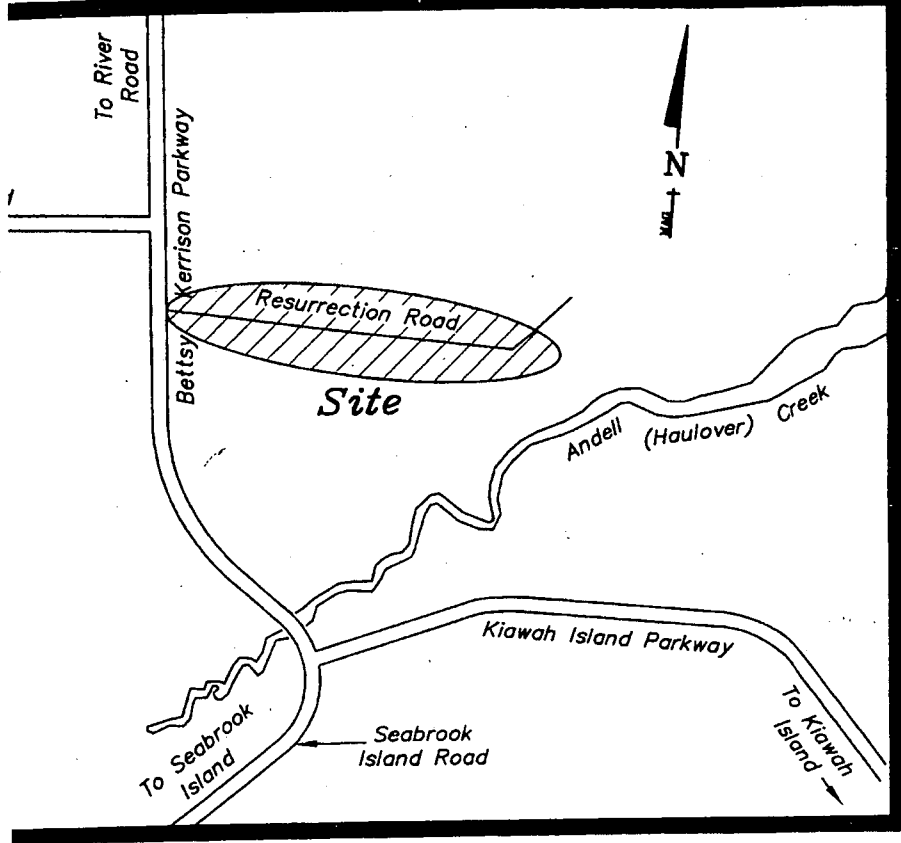 To River
Road
Bettsy Kerrison Parkway
N
Resurrection Road
Site
Andell (Haulover) Creek
Kiawah Island Parkway
To Seabrook
Island
Seabrook
Island Road
To Kiawah
Island